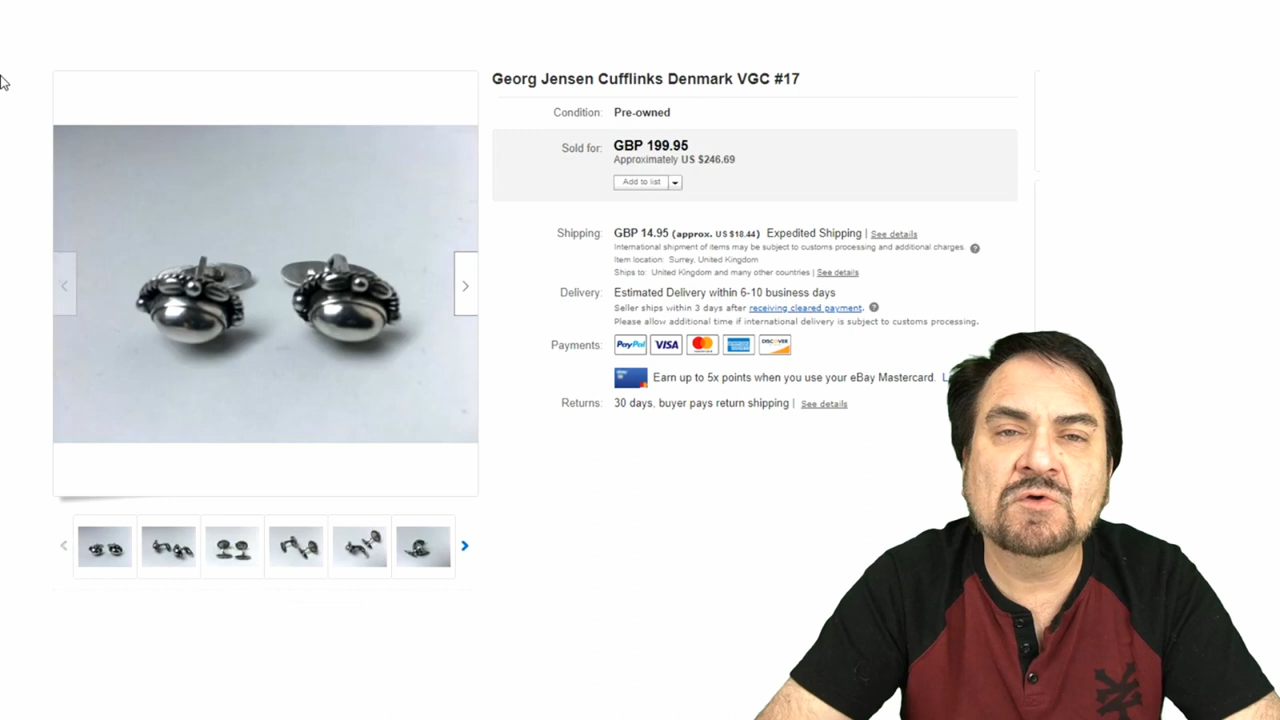 Georg Jensen Cufflinks Denmark VGC #17
Condition: Pre-owned
Sold for: GBP 199.95
Approximately US $246.69
Add to list
Shipping: GBP 14.95 (approx. US $18.44) Expedited Shipping | See details
International shipment of items may be subject to customs processing and additional charges.
Item location: Surrey, United Kingdom
Ships to: United Kingdom and many other countries | See details
Delivery: Estimated Delivery within 6-10 business days
Seller ships within 3 days after receiving cleared payment.
Please allow additional time if international delivery is subject to customs processing.
Payments: PayPal VISA MasterCard AMERICAN EXPRESS DISCOVER
Earn up to 5x points when you use your eBay Mastercard. L
Returns: 30 days, buyer pays return shipping | See details